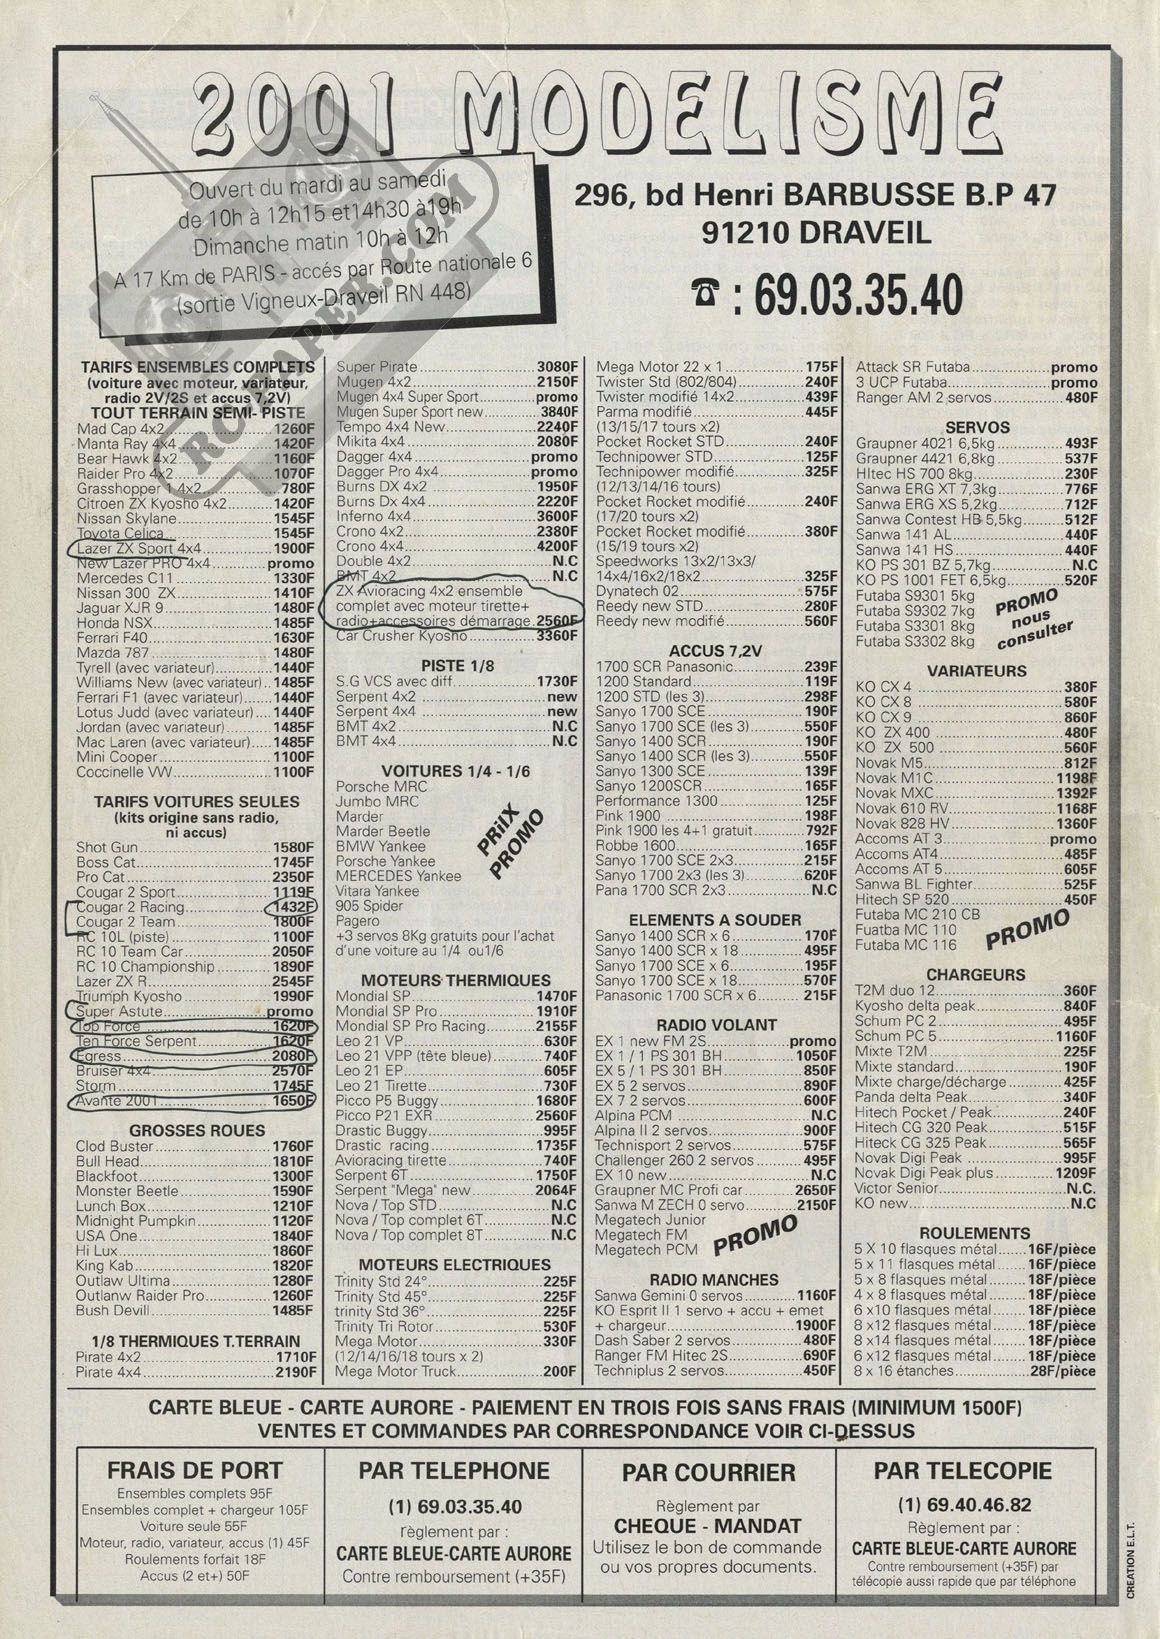 2001 MODELISME
Ouvert du mardi au samedi
de 10h à 12h15 et14h30 à19h
Dimanche matin 10h à 12h
A 17 Km de PARIS - accés par Route nationale 6
(sortie Vigneux-Draveil RN 448)
296, bd Henri BARBUSSE B.P 47
91210 DRAVEIL
☎ : 69.03.35.40
RCPAPER.COM
TARIFS ENSEMBLES COMPLETS
(voiture avec moteur, variateur,
radio 2V/2S et accus 7,2V)
TOUT TERRAIN SEMI- PISTE
Mad Cap 4x2 1260F
Manta Ray 4x4 1420F
Bear Hawk 4x2 1160F
Raider Pro 4x2 1070F
Grasshopper 1 4x2 780F
Citroen ZX Kyosho 4x2 1420F
Nissan Skylane 1545F
Toyota Celica 1545F
Lazer ZX Sport 4x4 1900F
New Lazer PRO 4x4 promo
Mercedes C11 1330F
Nissan 300 ZX 1410F
Jaguar XJR 9 1480F
Honda NSX 1485F
Ferrari F40 1630F
Mazda 787 1480F
Tyrell (avec variateur) 1440F
Williams New (avec variateur) 1485F
Ferrari F1 (avec variateur) 1440F
Lotus Judd (avec variateur) 1440F
Jordan (avec variateur) 1485F
Mac Laren (avec variateur) 1485F
Mini Cooper 1100F
Coccinelle VW 1100F
TARIFS VOITURES SEULES
(kits origine sans radio,
ni accus)
Shot Gun 1580F
Boss Cat 1745F
Pro Cat 2350F
Cougar 2 Sport 1119F
Cougar 2 Racing 1432F
Cougar 2 Team 1800F
RC 10L (piste) 1100F
RC 10 Team Car 2050F
RC 10 Championship 1890F
Lazer ZX R 2545F
Triumph Kyosho 1990F
Super Astute promo
Top Force 1620F
Ten Force Serpent 1620F
Egress 2080F
Bruiser 4x4 2570F
Storm 1745F
Avante 2001 1650F
GROSSES ROUES
Clod Buster 1760F
Bull Head 1810F
Blackfoot 1300F
Monster Beetle 1590F
Lunch Box 1210F
Midnight Pumpkin 1120F
USA One 1840F
Hi Lux 1860F
King Kab 1820F
Outlaw Ultima 1280F
Outlanw Raider Pro 1260F
Bush Devill 1485F
1/8 THERMIQUES T.TERRAIN
Pirate 4x2 1710F
Pirate 4x4 2190F
Super Pirate 3080F
Mugen 4x2 2150F
Mugen 4x4 Super Sport promo
Mugen Super Sport new 3840F
Tempo 4x4 New 2240F
Mikita 4x4 2080F
Dagger 4x4 promo
Dagger Pro 4x4 promo
Burns DX 4x2 1950F
Burns Dx 4x4 2220F
Inferno 4x4 3600F
Crono 4x2 2380F
Crono 4x4 4200F
Double 4x2 N.C
BMT 4x2 N.C
ZX Avioracing 4x2 ensemble
complet avec moteur tirette+
radio+accessoires démarrage 2560F
Car Crusher Kyosho 3360F
PISTE 1/8
S.G VCS avec diff 1730F
Serpent 4x2 new
Serpent 4x4 new
BMT 4x2 N.C
BMT 4x4 N.C
VOITURES 1/4 - 1/6
Porsche MRC
Jumbo MRC
Marder
Marder Beetle
BMW Yankee
Porsche Yankee
MERCEDES Yankee
Vitara Yankee
905 Spider
Pagero
PRiIX
PROMO
+3 servos 8Kg gratuits pour l'achat
d'une voiture au 1/4 ou1/6
MOTEURS THERMIQUES
Mondial SP 1470F
Mondial SP Pro 1910F
Mondial SP Pro Racing 2155F
Leo 21 VP 630F
Leo 21 VPP (tête bleue) 740F
Leo 21 EP 605F
Leo 21 Tirette 730F
Picco P5 Buggy 1680F
Picco P21 EXR 2560F
Drastic Buggy 995F
Drastic racing 1735F
Avioracing tirette 740F
Serpent 6T 1750F
Serpent "Mega" new 2064F
Nova / Top STD N.C
Nova / Top complet 6T N.C
Nova / Top complet 8T N.C
MOTEURS ELECTRIQUES
Trinity Std 24° 225F
Trinity Std 45° 225F
trinity Std 36° 225F
Trinity Tri Rotor 530F
Mega Motor 330F
(12/14/16/18 tours x 2)
Mega Motor Truck 200F
Mega Motor 22 x 1 175F
Twister Std (802/804) 240F
Twister modifié 14x2 439F
Parma modifié 445F
(13/15/17 tours x2)
Pocket Rocket STD 240F
Technipower STD 125F
Technipower modifié 325F
(12/13/14/16 tours)
Pocket Rocket modifié 240F
(17/20 tours x2)
Pocket Rocket modifié 380F
(15/19 tours x2)
Speedworks 13x2/13x3/
14x4/16x2/18x2 325F
Dynatech 02 575F
Reedy new STD 280F
Reedy new modifié 560F
ACCUS 7,2V
1700 SCR Panasonic 239F
1200 Standard 119F
1200 STD (les 3) 298F
Sanyo 1700 SCE 190F
Sanyo 1700 SCE (les 3) 550F
Sanyo 1400 SCR 190F
Sanyo 1400 SCR (les 3) 550F
Sanyo 1300 SCE 139F
Sanyo 1200SCR 165F
Performance 1300 125F
Pink 1900 198F
Pink 1900 les 4+1 gratuit 792F
Robbe 1600 165F
Sanyo 1700 SCE 2x3 215F
Sanyo 1700 2x3 (les 3) 620F
Pana 1700 SCR 2x3 N.C
ELEMENTS A SOUDER
Sanyo 1400 SCR x 6 170F
Sanyo 1400 SCR x 18 495F
Sanyo 1700 SCE x 6 195F
Sanyo 1700 SCE x 18 570F
Panasonic 1700 SCR x 6 215F
RADIO VOLANT
EX 1 new FM 2S promo
EX 1 / 1 PS 301 BH 1050F
EX 5 / 1 PS 301 BH 850F
EX 5 2 servos 890F
EX 7 2 servos 600F
Alpina PCM N.C
Alpina II 2 servos 900F
Technisport 2 servos 575F
Challenger 260 2 servos 495F
EX 10 new N.C
Graupner MC Profi car 2650F
Sanwa M ZECH 0 servo 2150F
Megatech Junior
Megatech FM
Megatech PCM
PROMO
RADIO MANCHES
Sanwa Gemini 0 servos 1160F
KO Esprit II 1 servo + accu + emet
+ chargeur 1900F
Dash Saber 2 servos 480F
Ranger FM Hitec 2S 690F
Techniplus 2 servos 450F
Attack SR Futaba promo
3 UCP Futaba promo
Ranger AM 2 servos 480F
SERVOS
Graupner 4021 6,5kg 493F
Graupner 4421 6,8kg 537F
HItec HS 700 8kg 230F
Sanwa ERG XT 7,3kg 776F
Sanwa ERG XS 5,2kg 712F
Sanwa Contest HB 5,5kg 512F
Sanwa 141 AL 440F
Sanwa 141 HS 440F
KO PS 301 BZ 5,7kg N.C
KO PS 1001 FET 6,5kg 520F
Futaba S9301 5kg
Futaba S9302 7kg
Futaba S3301 8kg
Futaba S3302 8kg
PROMO
nous
consulter
VARIATEURS
KO CX 4 380F
KO CX 8 580F
KO CX 9 860F
KO ZX 400 480F
KO ZX 500 560F
Novak M5 812F
Novak M1C 1198F
Novak MXC 1392F
Novak 610 RV 1168F
Novak 828 HV 1360F
Accoms AT 3 promo
Accoms AT4 485F
Accoms AT 5 605F
Sanwa BL Fighter 525F
Hitech SP 520 450F
Futaba MC 210 CB
Fuatba MC 110
Futaba MC 116
PROMO
CHARGEURS
T2M duo 12 360F
Kyosho delta peak 840F
Schum PC 2 495F
Schum PC 5 1160F
Mixte T2M 225F
Mixte standard 190F
Mixte charge/décharge 425F
Panda delta Peak 340F
Hitech Pocket / Peak 240F
Hitech CG 320 Peak 515F
Hiteck CG 325 Peak 565F
Novak Digi Peak 995F
Novak Digi Peak plus 1209F
Victor Senior N.C.
KO new N.C
ROULEMENTS
5 X 10 flasques métal 16F/pièce
5 x 11 flasques métal 18F/pièce
5 x 8 flasques métal 18F/pièce
4 x 8 flasques métal 18F/pièce
6 x10 flasques métal 18F/pièce
8 x12 flasques métal 18F/pièce
8 x14 flasques métal 18F/pièce
6 x12 flasques métal 18F/pièce
8 x 16 étanches 28F/pièce
CARTE BLEUE - CARTE AURORE - PAIEMENT EN TROIS FOIS SANS FRAIS (MINIMUM 1500F)
VENTES ET COMMANDES PAR CORRESPONDANCE VOIR CI-DESSUS
FRAIS DE PORT
Ensembles complets 95F
Ensembles complet + chargeur 105F
Voiture seule 55F
Moteur, radio, variateur, accus (1) 45F
Roulements forfait 18F
Accus (2 et+) 50F
PAR TELEPHONE
(1) 69.03.35.40
règlement par :
CARTE BLEUE-CARTE AURORE
Contre remboursement (+35F)
PAR COURRIER
Règlement par
CHEQUE - MANDAT
Utilisez le bon de commande
ou vos propres documents.
PAR TELECOPIE
(1) 69.40.46.82
règlement par :
CARTE BLEUE-CARTE AURORE
Contre remboursement (+35F) par
télécopie aussi rapide que par téléphone
CREATION E.L.T.